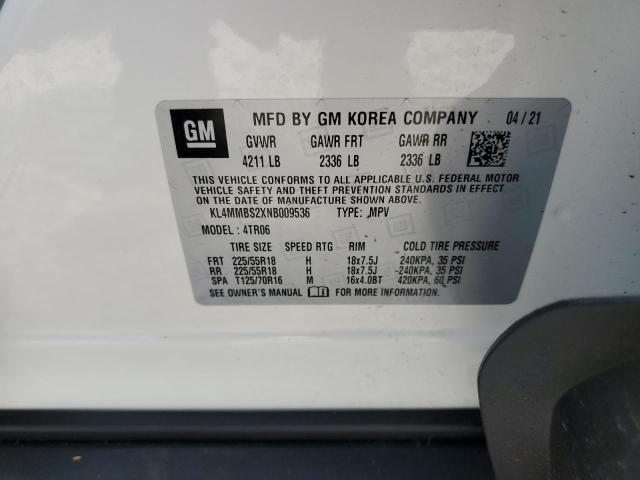 GM
MFD BY GM KOREA COMPANY 04/21
GVWR GAWR FRT GAWR RR
4211 LB 2336 LB 2336 LB
THIS VEHICLE CONFORMS TO ALL APPLICABLE U.S. FEDERAL MOTOR
VEHICLE SAFETY AND THEFT PREVENTION STANDARDS IN EFFECT
ON THE DATE OF MANUFACTURE SHOWN ABOVE.
KL4MMBS2XNB009536 TYPE: MPV
MODEL: 4TR06
TIRE SIZE SPEED RTG RIM COLD TIRE PRESSURE
FRT 225/55R18 H 18x7.5J 240KPA, 35 PSI
RR 225/55R18 H 18x7.5J 240KPA, 35 PSI
SPA T125/70R16 M 16x4.0BT 420KPA, 60 PSI
SEE OWNER'S MANUAL FOR MORE INFORMATION.